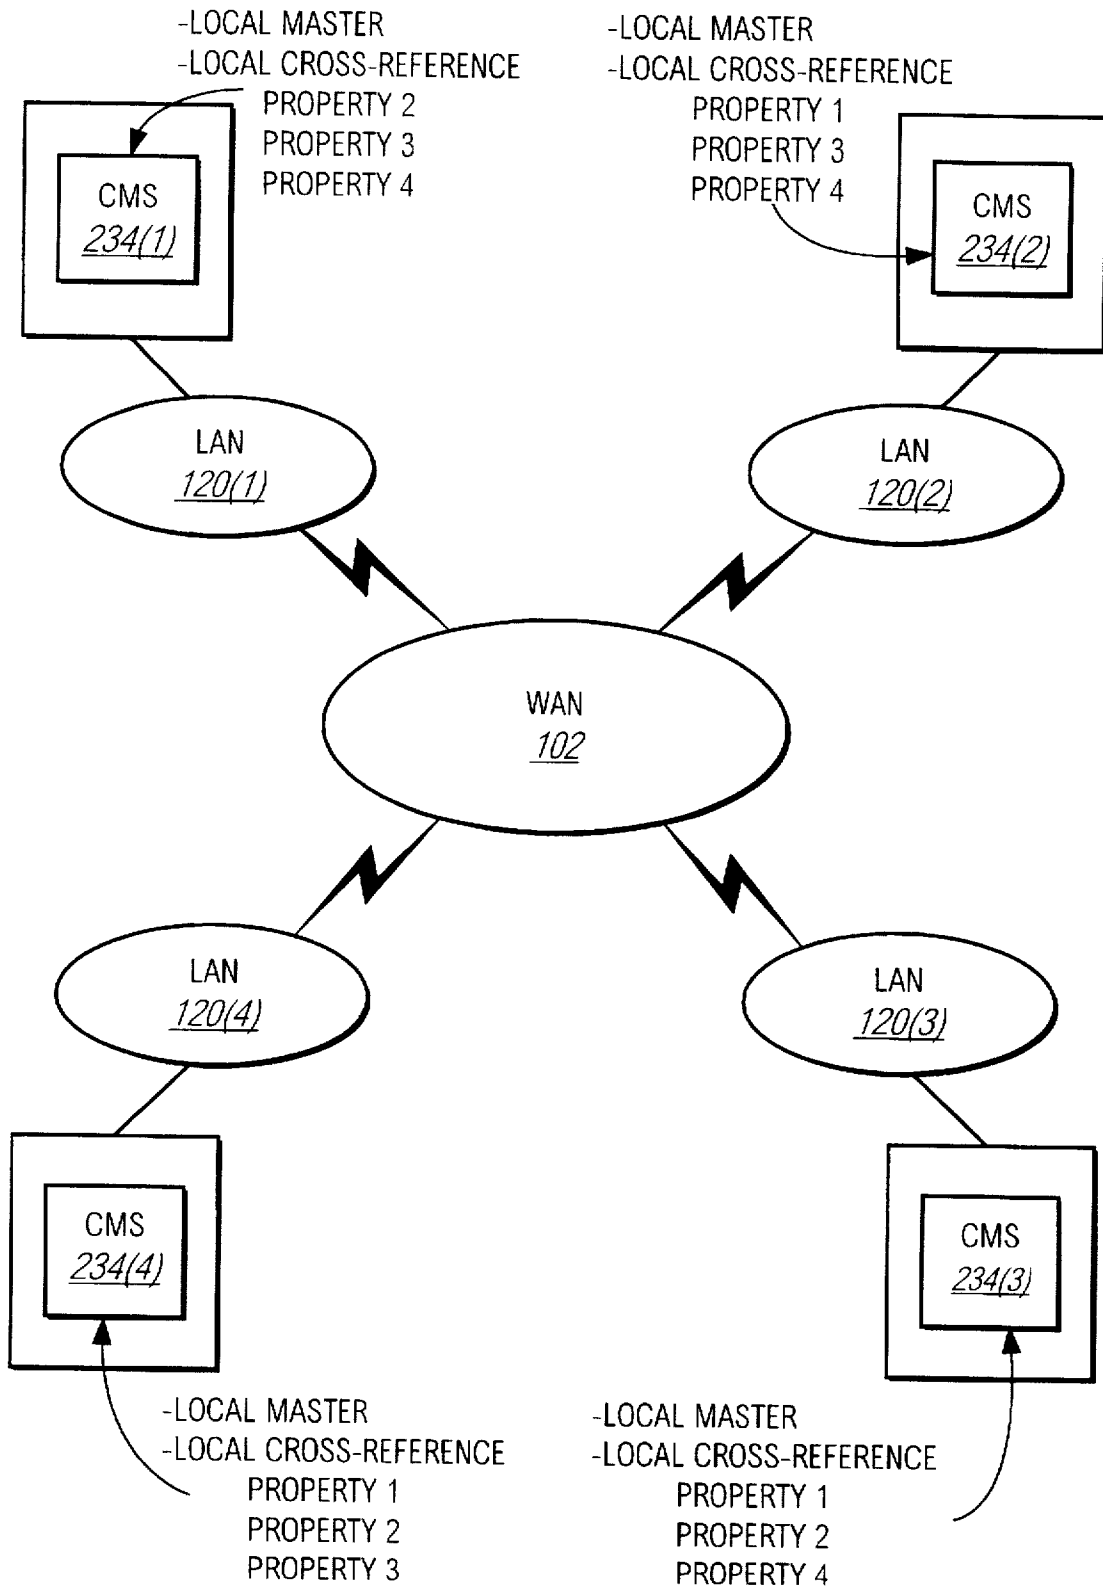 -LOCAL MASTER
-LOCAL CROSS-REFERENCE
PROPERTY 2
PROPERTY 3
PROPERTY 4
CMS
234(1)
-LOCAL MASTER
-LOCAL CROSS-REFERENCE
PROPERTY 1
PROPERTY 3
PROPERTY 4
CMS
234(2)
LAN
120(1)
LAN
120(2)
WAN
102
LAN
120(4)
LAN
120(3)
CMS
234(4)
CMS
234(3)
-LOCAL MASTER
-LOCAL CROSS-REFERENCE
PROPERTY 1
PROPERTY 2
PROPERTY 3
-LOCAL MASTER
-LOCAL CROSS-REFERENCE
PROPERTY 1
PROPERTY 2
PROPERTY 4